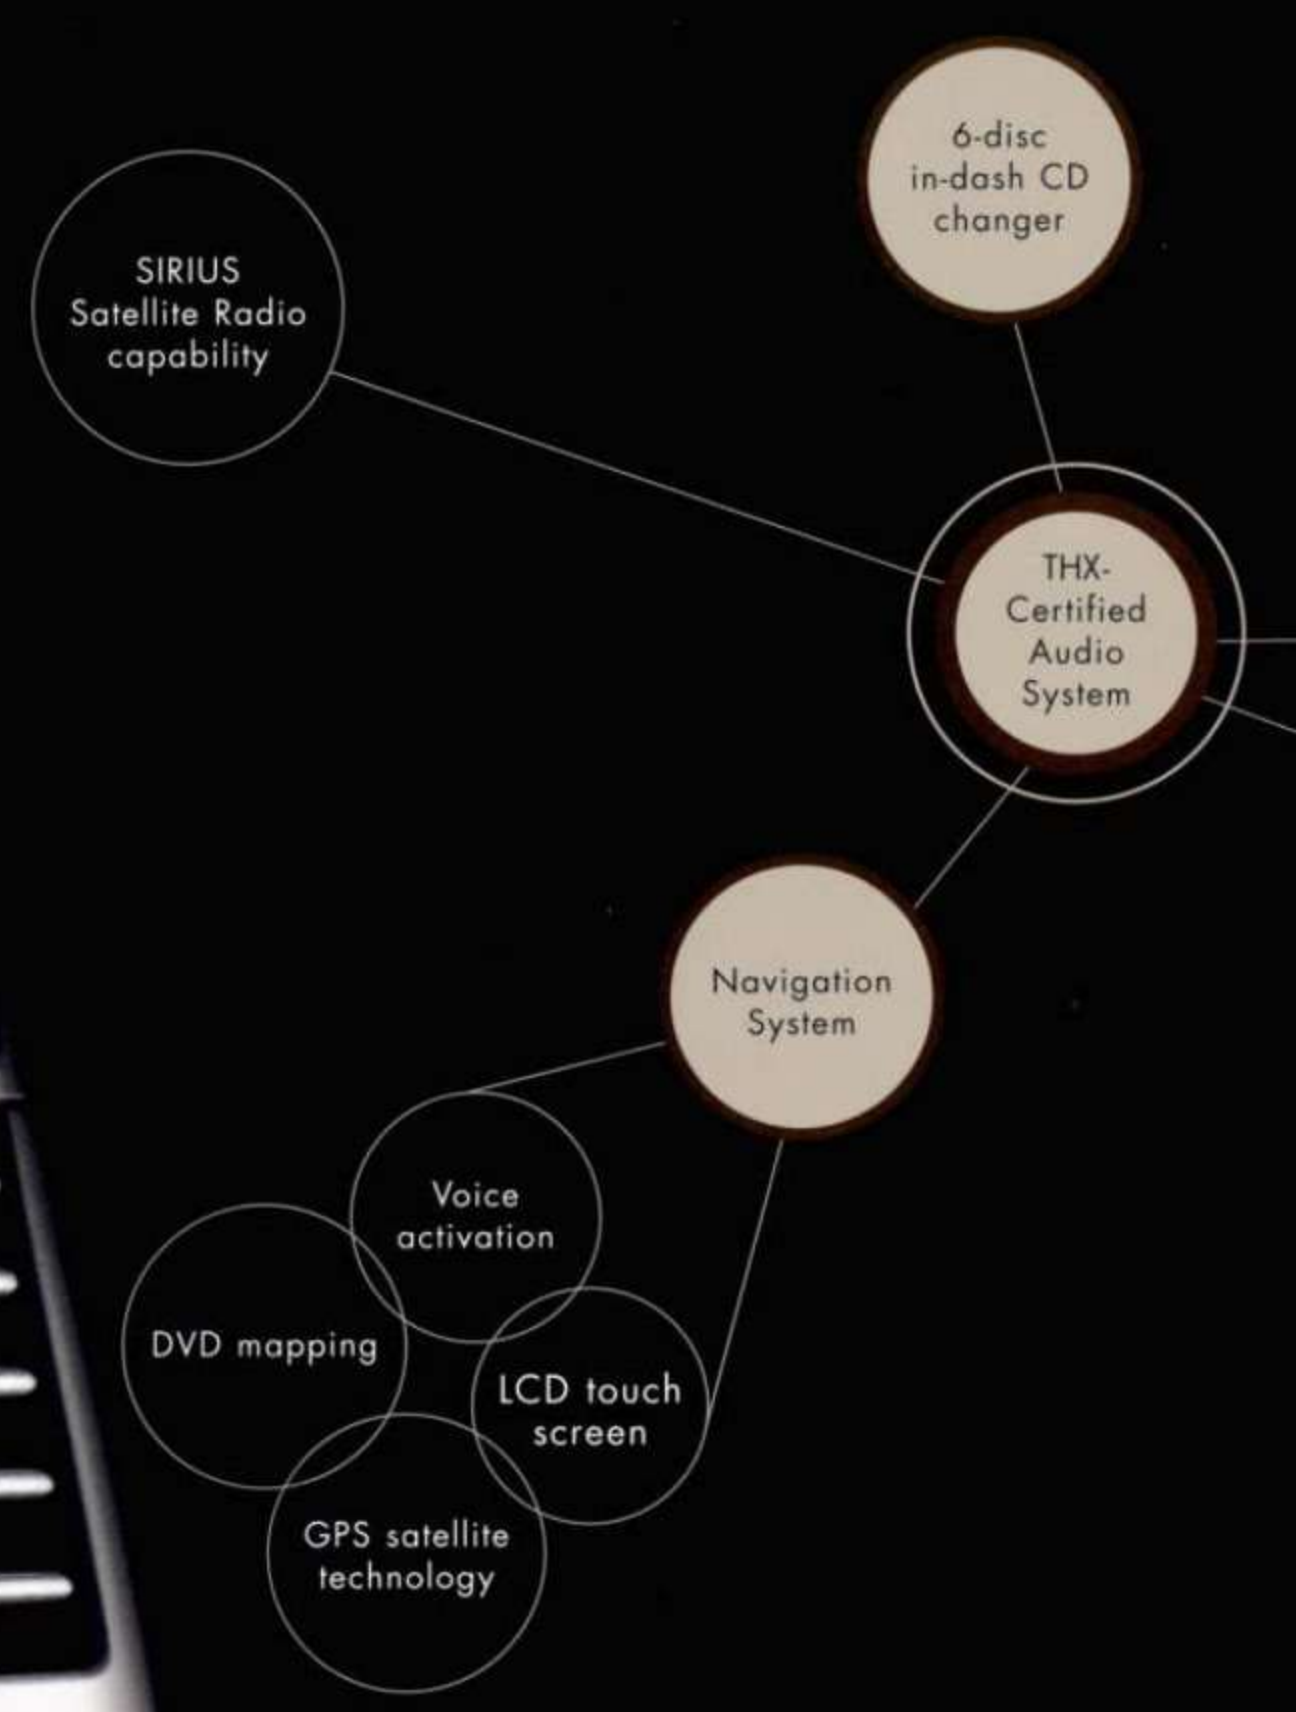 6-disc
in-dash CD
changer
SIRIUS
Satellite Radio
capability
THX-
Certified
Audio
System
Navigation
System
Voice
activation
DVD mapping
LCD touch
screen
GPS satellite
technology